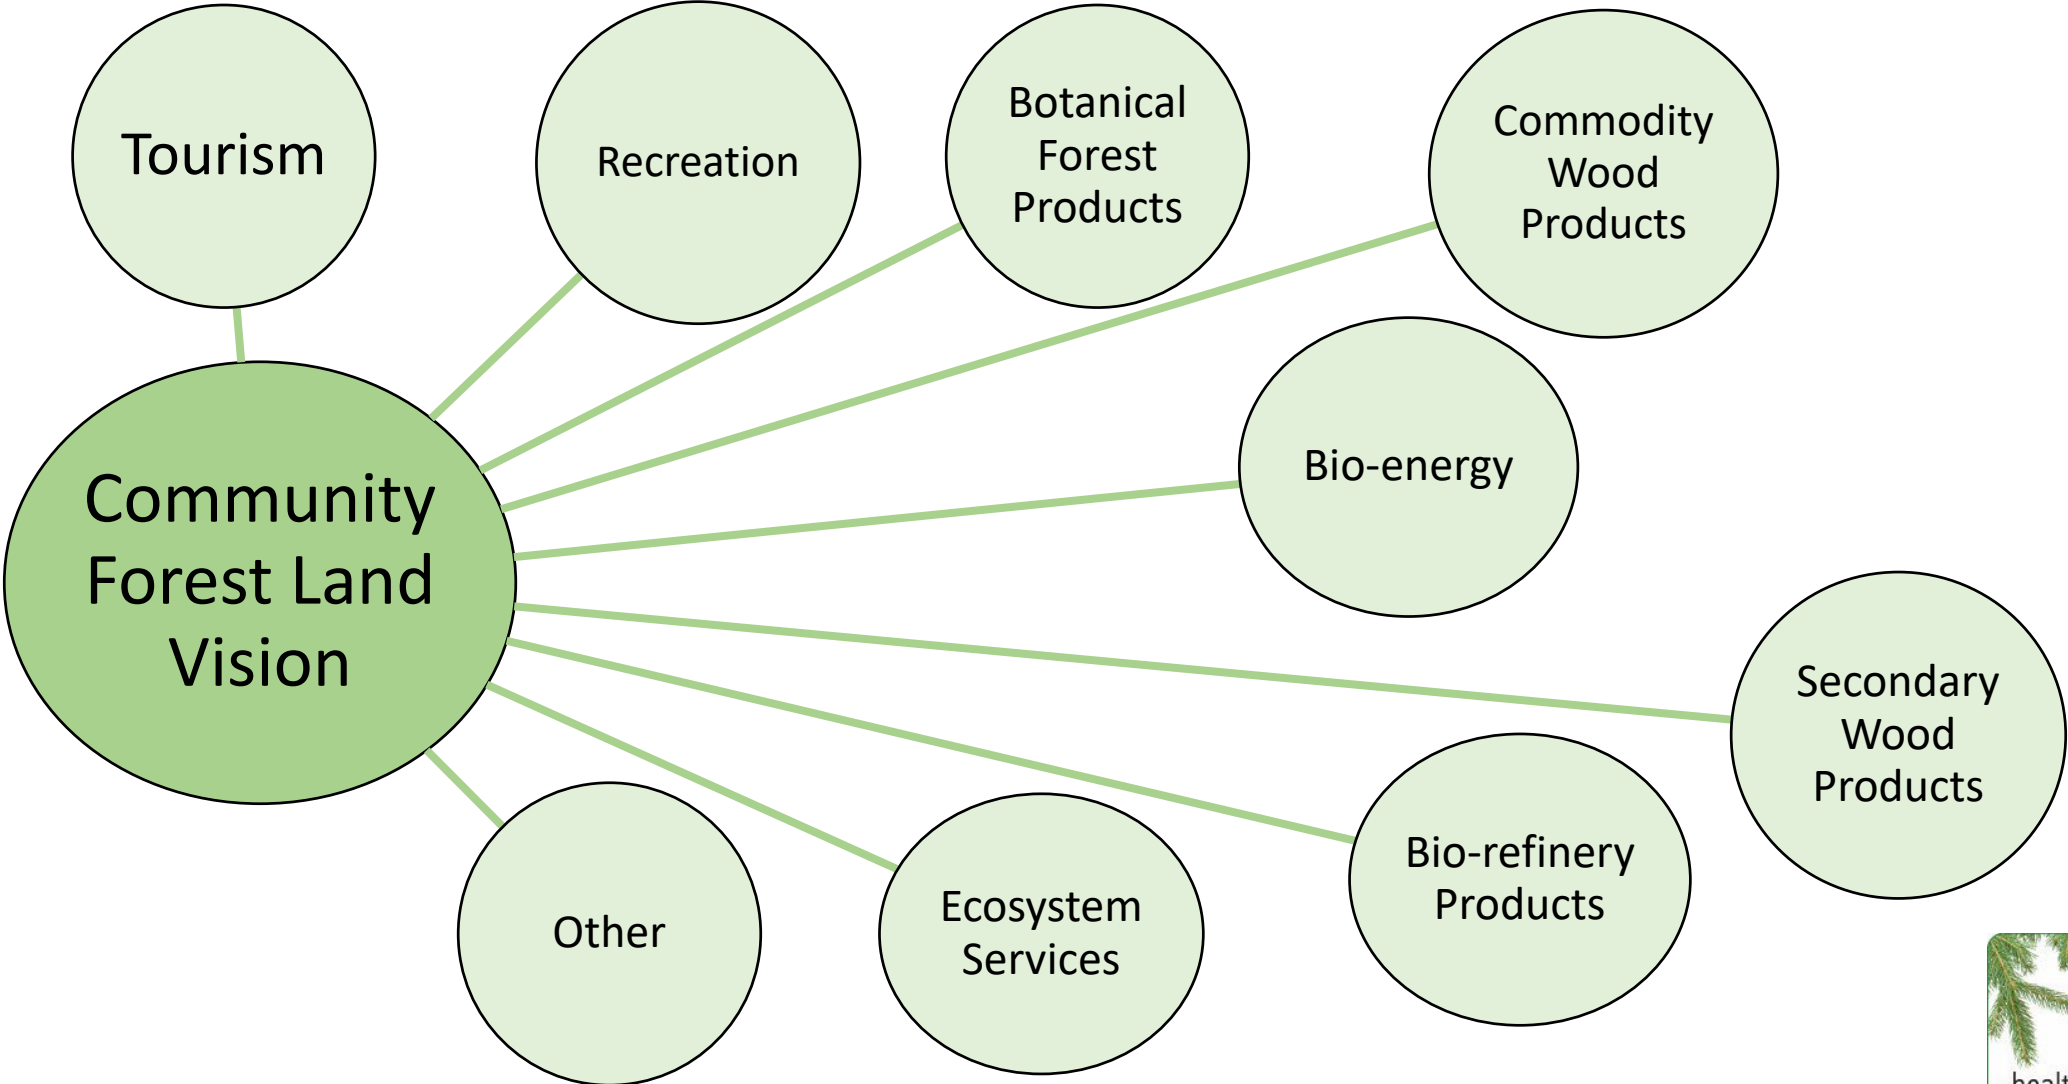 Tourism
Recreation
Botanical
Forest
Products
Commodity
Wood
Products
Bio-energy
Community
Forest Land
Vision
Secondary
Wood
Products
Bio-refinery
Products
Ecosystem
Services
Other